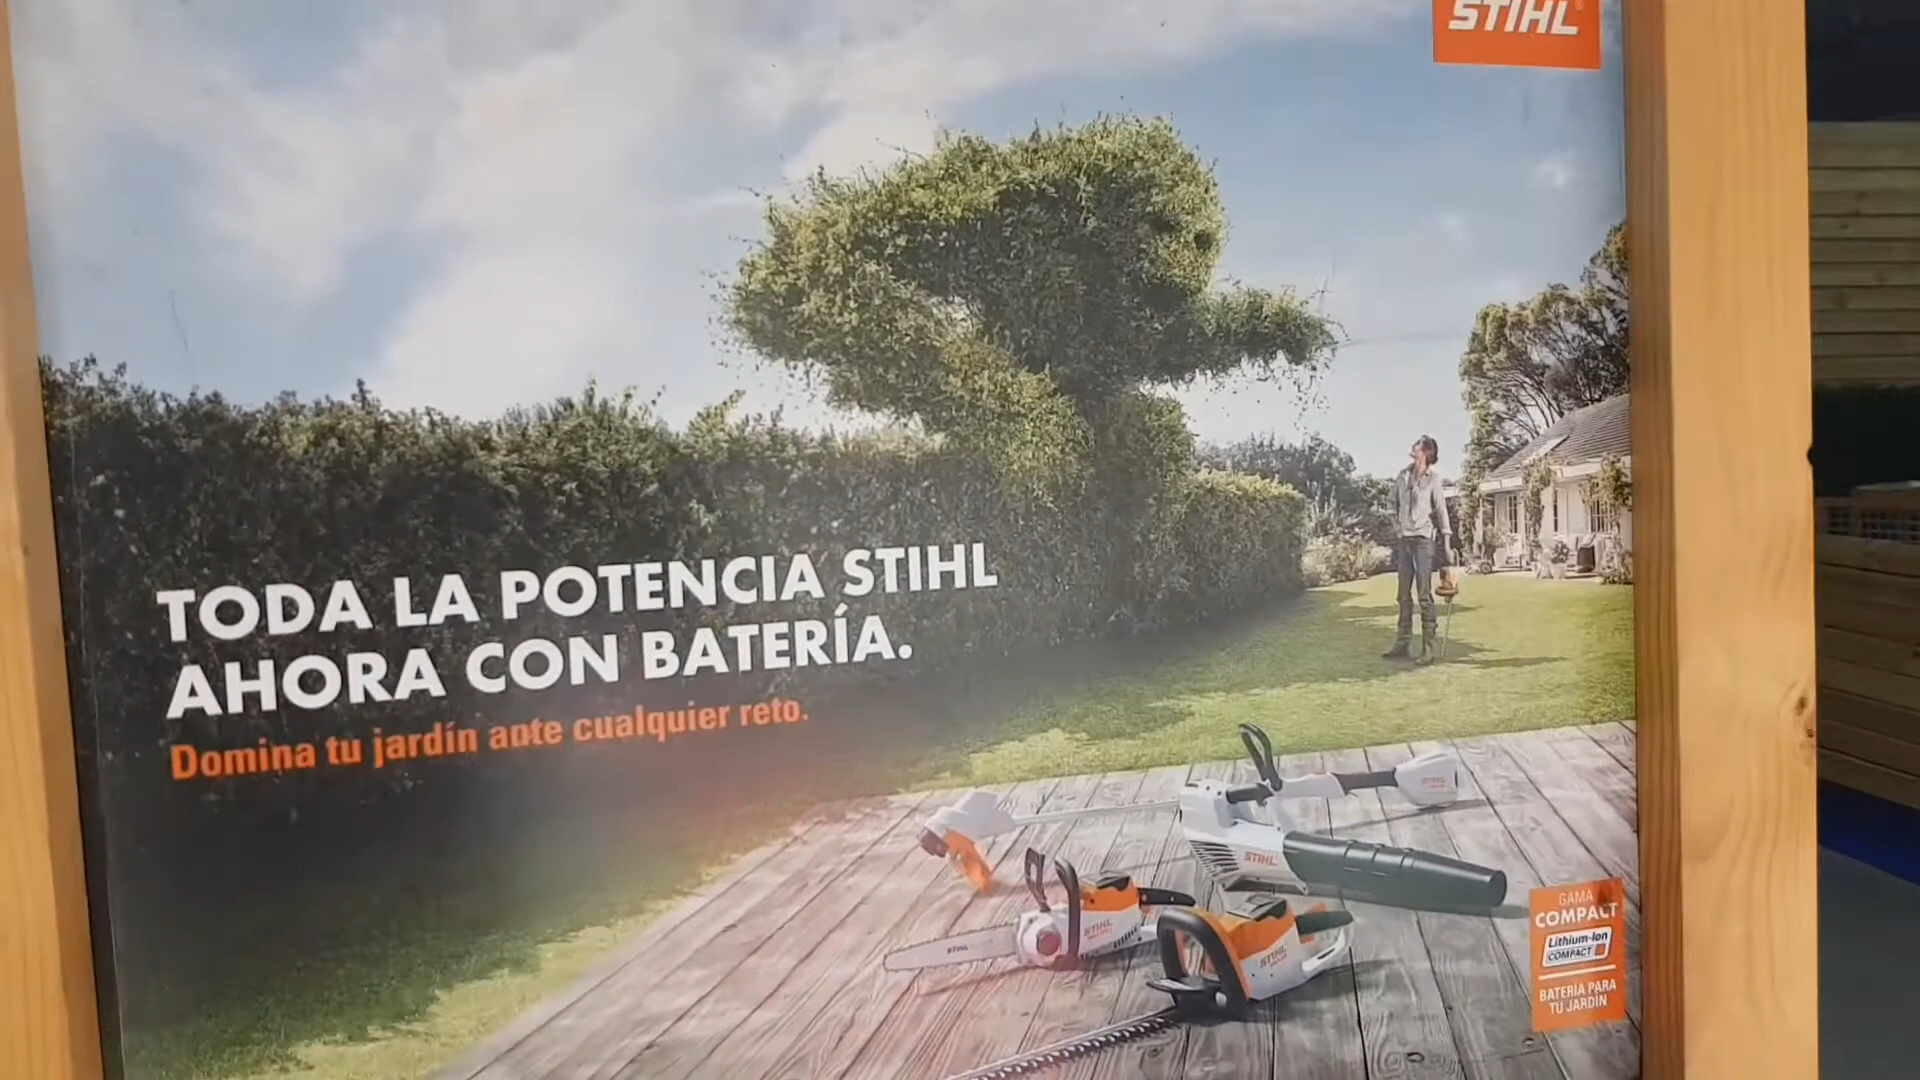 STIHL
TODA LA POTENCIA STIHL
AHORA CON BATERÍA.
Domina tu jardín ante cualquier reto.
STIHL
STIHL
STIHL
STIHL
STIHL
GAMA
COMPACT
Lithium-Ion
COMPACT
BATERÍA PARA
TU JARDÍN